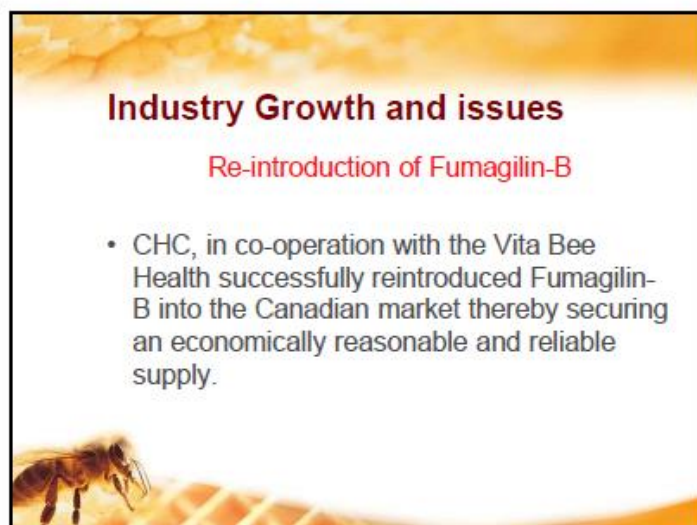 Industry Growth and issues
Re-introduction of Fumagilin-B
• CHC, in co-operation with the Vita Bee
Health successfully reintroduced Fumagilin-
B into the Canadian market thereby securing
an economically reasonable and reliable
supply.